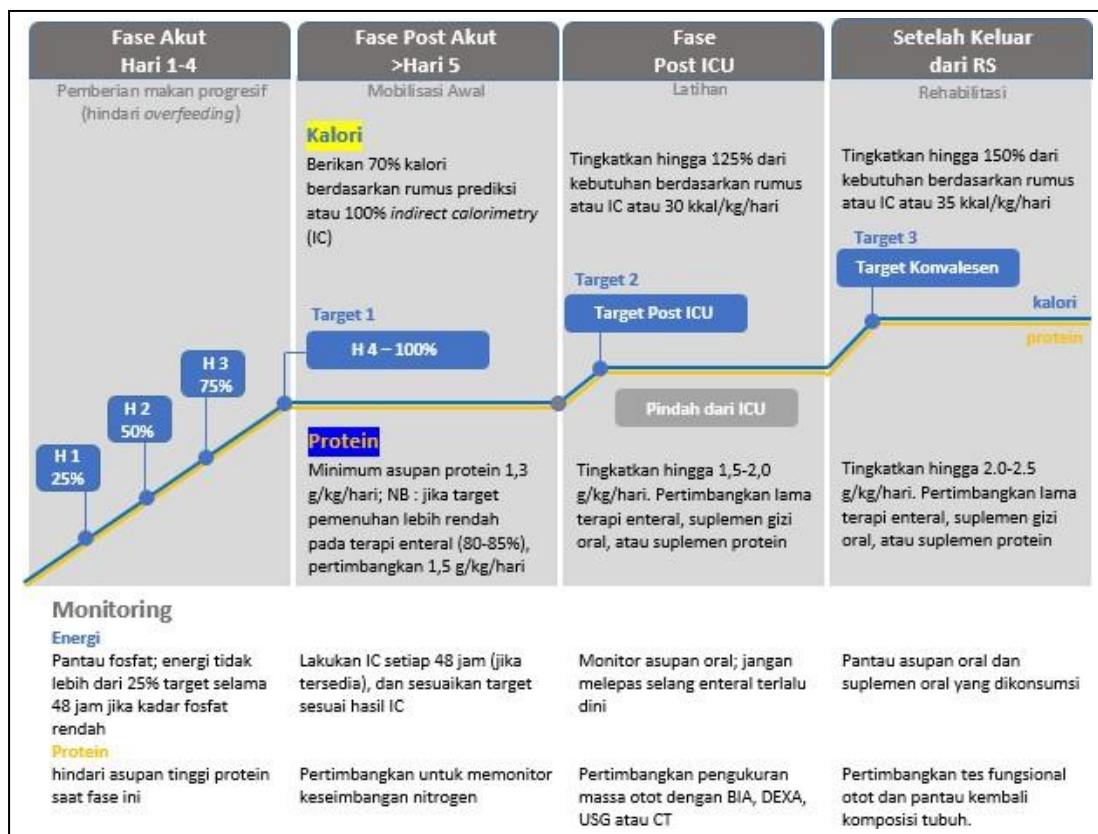 Fase Akut
Hari 1-4
Pemberian makan progresif
(hindari overfeeding)
Fase Post Akut
>Hari 5
Mobilisasi Awal
Fase
Post ICU
Latihan
Setelah Keluar
dari RS
Rehabilitasi
Kalori
Berikan 70% kalori
berdasarkan rumus prediksi
atau 100% indirect calorimetry
(IC)
Tingkatkan hingga 125% dari
kebutuhan berdasarkan rumus
atau IC atau 30 kkal/kg/hari
Tingkatkan hingga 150% dari
kebutuhan berdasarkan rumus
atau IC atau 35 kkal/kg/hari
H 1
25%
H 2
50%
H 3
75%
Target 1
H 4 – 100%
Target 2
Target Post ICU
Target 3
Target Konvalesen
kalori
protein
Pindah dari ICU
Protein
Minimum asupan protein 1,3
g/kg/hari; NB : jika target
pemenuhan lebih rendah
pada terapi enteral (80-85%),
pertimbangkan 1,5 g/kg/hari
Tingkatkan hingga 1,5-2,0
g/kg/hari. Pertimbangkan lama
terapi enteral, suplemen gizi
oral, atau suplemen protein
Tingkatkan hingga 2.0-2.5
g/kg/hari. Pertimbangkan lama
terapi enteral, suplemen gizi
oral, atau suplemen protein
Monitoring
Energi
Pantau fosfat; energi tidak
lebih dari 25% target selama
48 jam jika kadar fosfat
rendah
Lakukan IC setiap 48 jam (jika
tersedia), dan sesuaikan target
sesuai hasil IC
Monitor asupan oral; jangan
melepas selang enteral terlalu
dini
Pantau asupan oral dan
suplemen oral yang dikonsumsi
Protein
hindari asupan tinggi protein
saat fase ini
Pertimbangkan untuk memonitor
keseimbangan nitrogen
Pertimbangkan pengukuran
massa otot dengan BIA, DEXA,
USG atau CT
Pertimbangkan tes fungsional
otot dan pantau kembali
komposisi tubuh.